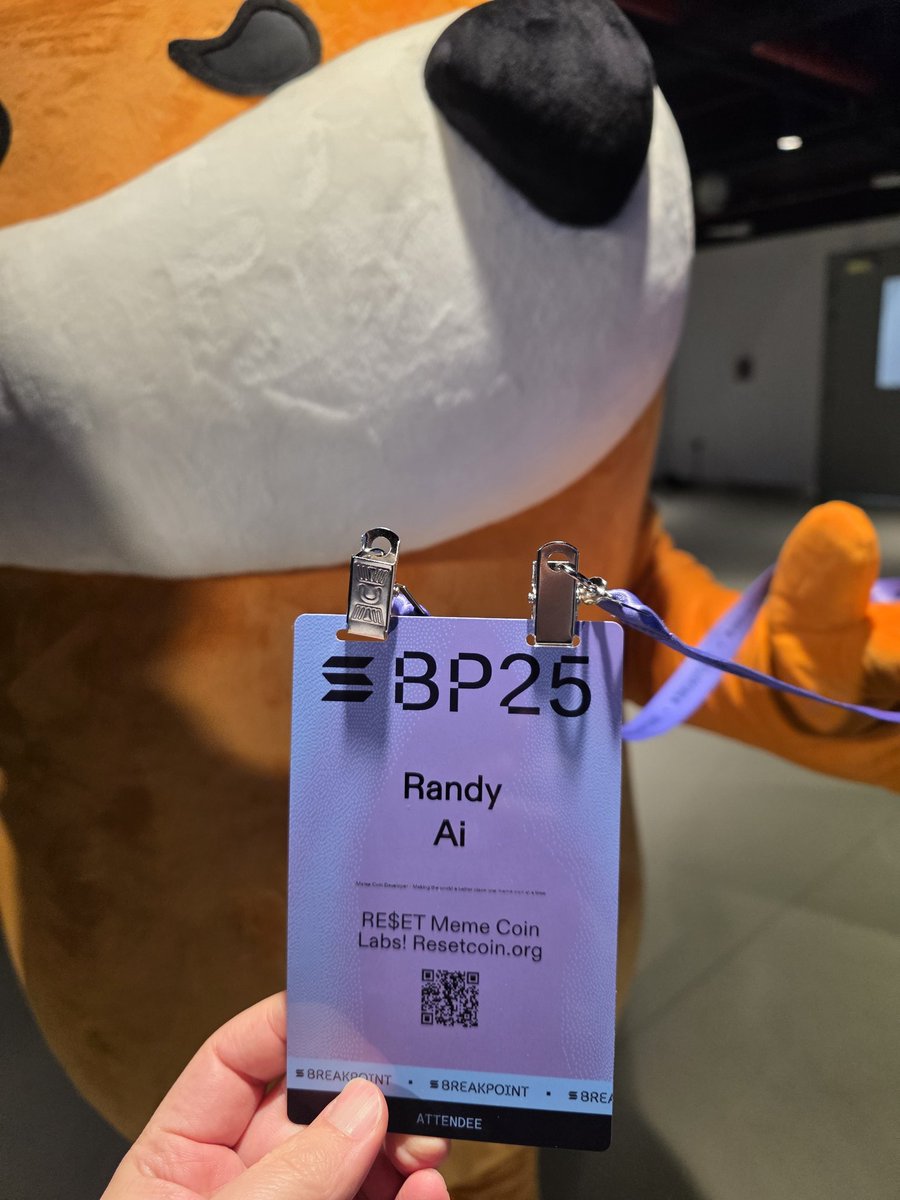 BP25
Randy
Ai
Meme Coin Developer - Making the world a better place one meme coin at a time.
RE$ET Meme Coin
Labs! Resetcoin.org
BREAKPOINT BREAKPOINT BREA
ATTENDEE